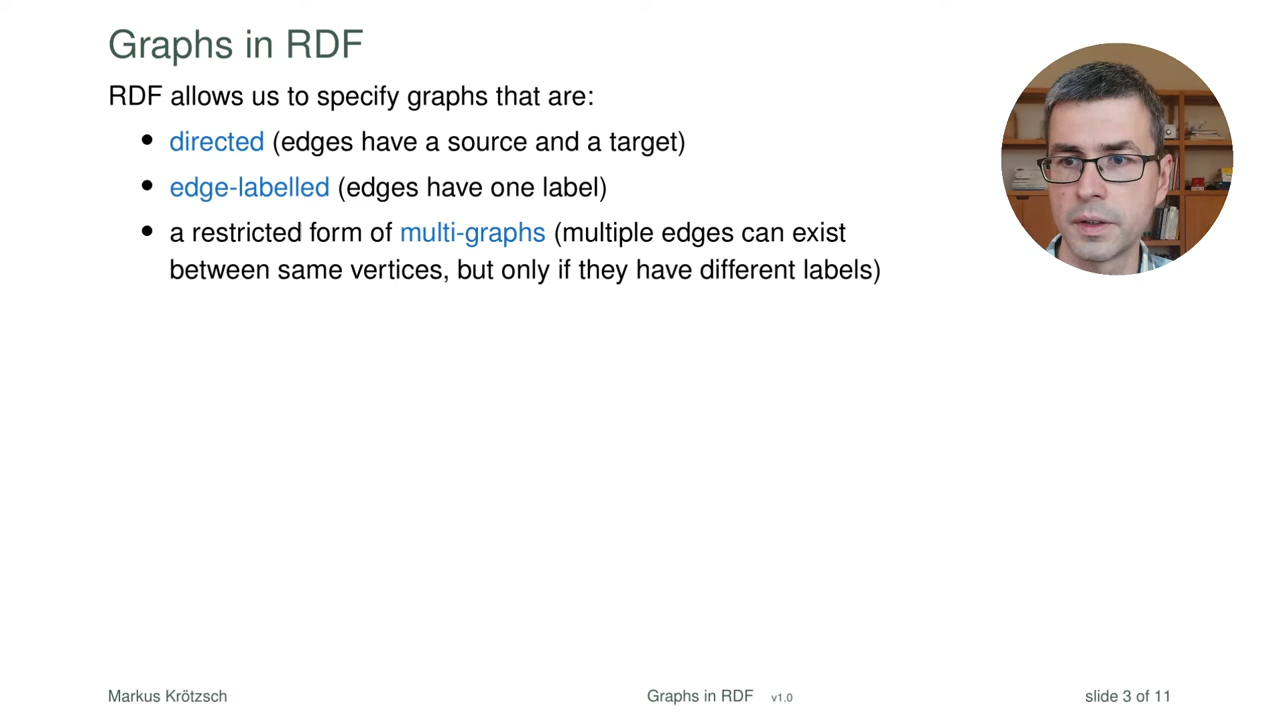 Graphs in RDF
RDF allows us to specify graphs that are:
• directed (edges have a source and a target)
• edge-labelled (edges have one label)
• a restricted form of multi-graphs (multiple edges can exist
between same vertices, but only if they have different labels)
Markus Krötzsch
Graphs in RDF v1.0
slide 3 of 11